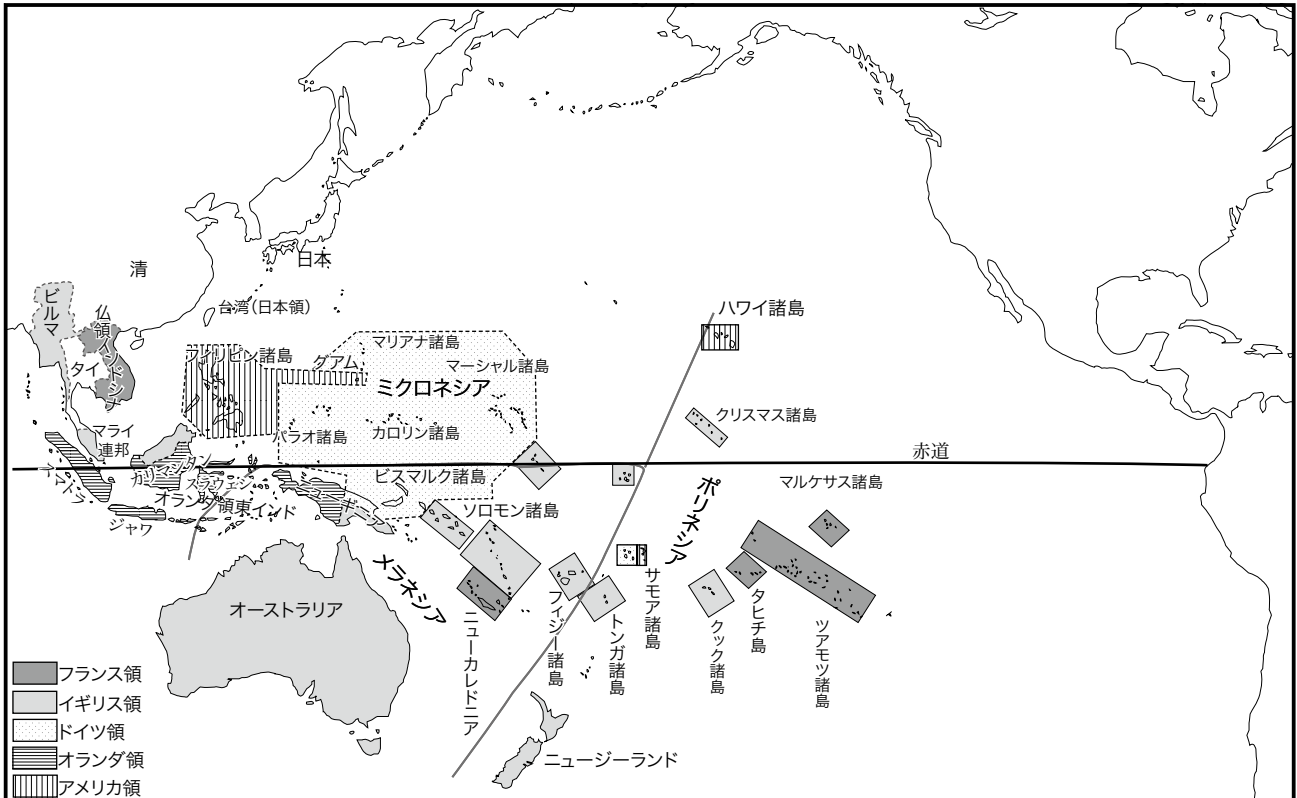 日本
清
台湾(日本領)
ビルマ
仏領インドシナ
タイ
フィリピン諸島
グアム
マリアナ諸島
マーシャル諸島
ミクロネシア
ハワイ諸島
クリスマス諸島
パラオ諸島
カロリン諸島
マライ
連邦
赤道
スマトラ
カリマンタン
スラウェシ
ビスマルク諸島
マルケサス諸島
オランダ領東インド
ニューギニア
ソロモン諸島
ジャワ
ポリネシア
メラネシア
オーストラリア
ニューカレドニア
フィジー諸島
トンガ諸島
サモア諸島
クック諸島
タヒチ島
ツアモツ諸島
ニュージーランド
フランス領
イギリス領
ドイツ領
オランダ領
アメリカ領